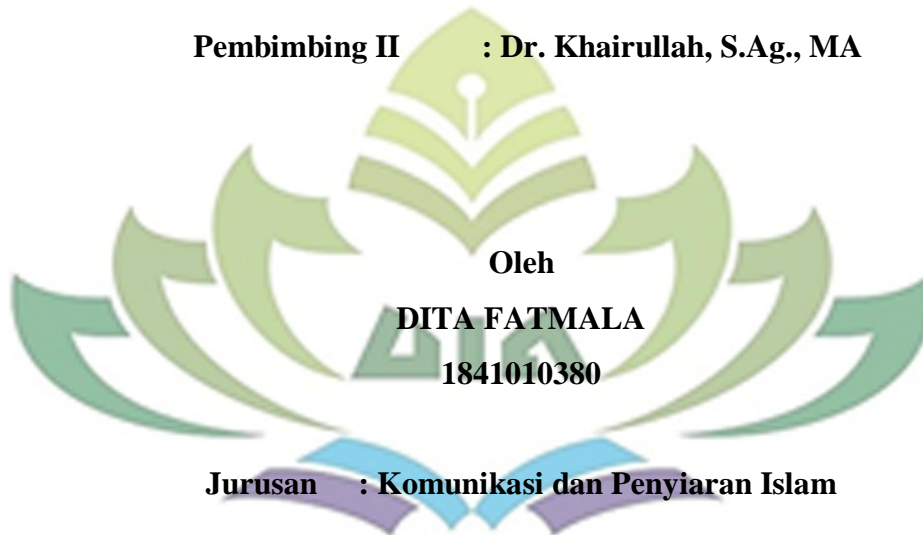 Pembimbing II : Dr. Khairullah, S.Ag., MA
Oleh
DITA FATMALA
1841010380
Jurusan : Komunikasi dan Penyiaran Islam